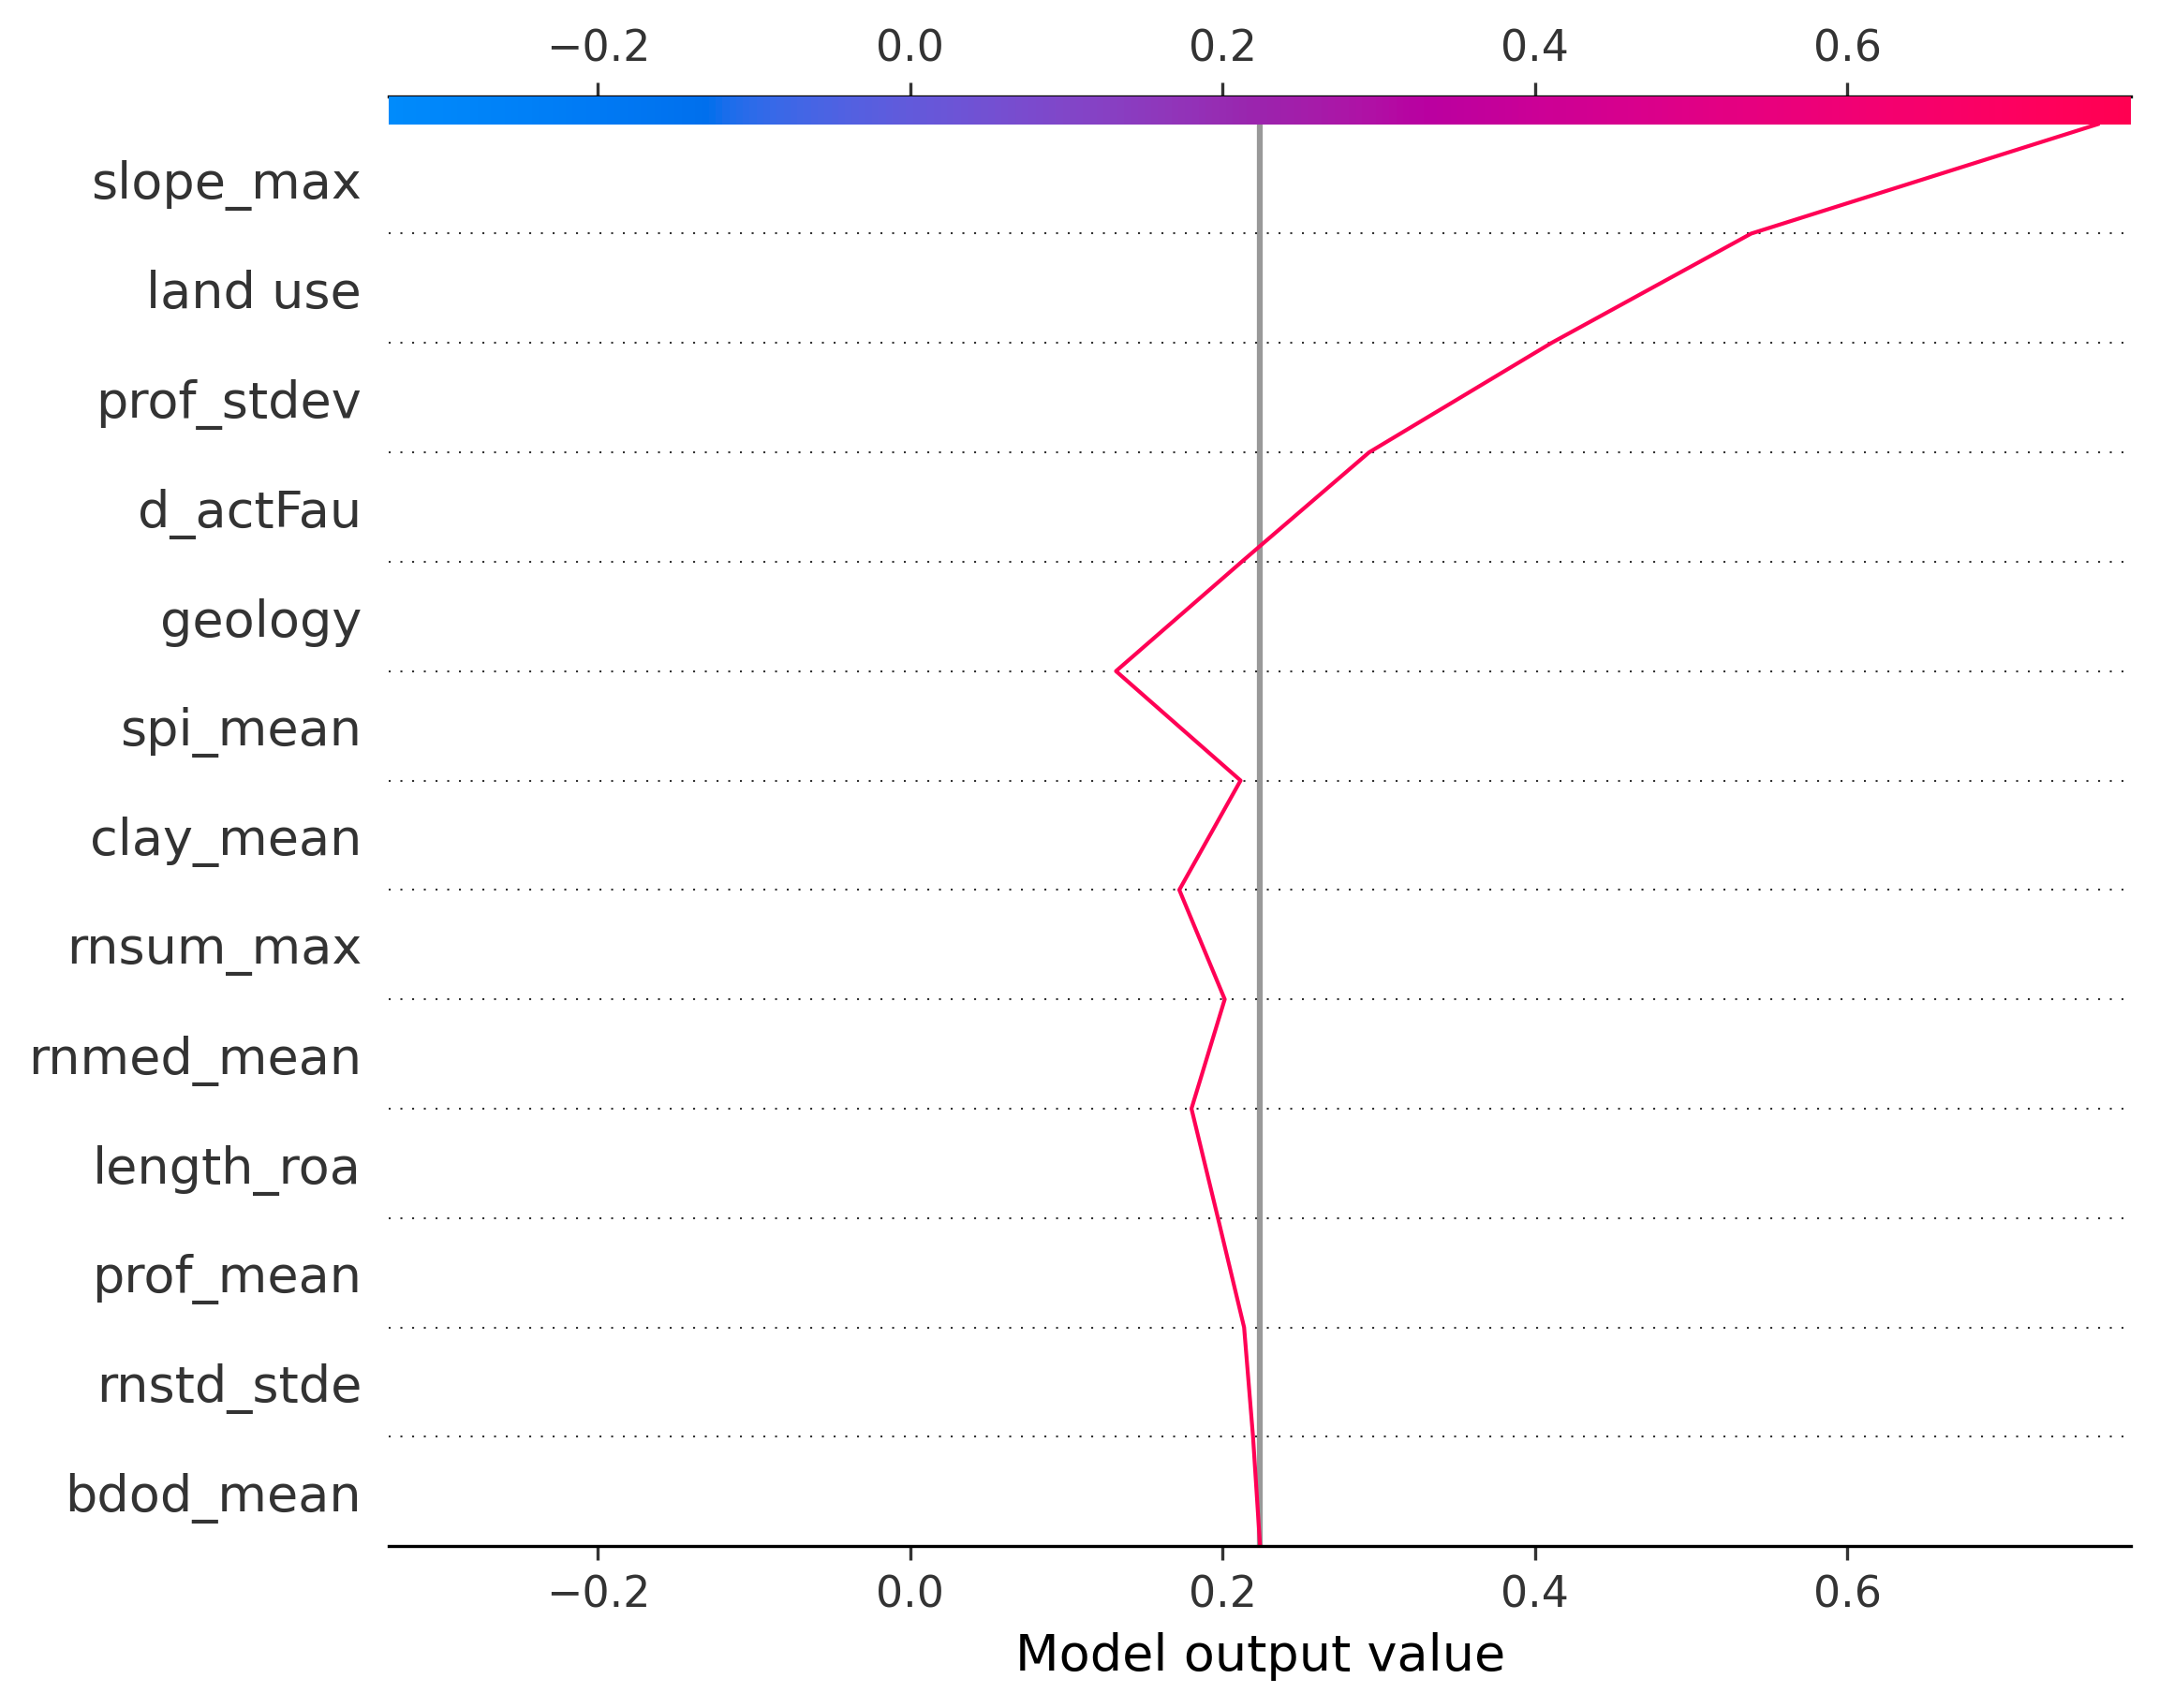 −0.2 0.0 0.2 0.4 0.6
slope_max
land use
prof_stdev
d_actFau
geology
spi_mean
clay_mean
rnsum_max
rnmed_mean
length_roa
prof_mean
rnstd_stde
bdod_mean
−0.2 0.0 0.2 0.4 0.6
Model output value